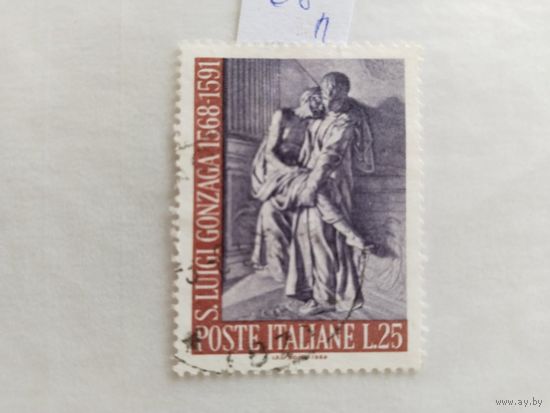 п
S. LUIGI GONZAGA 1568-1591
POSTE ITALIANE L.25
www.ay.by